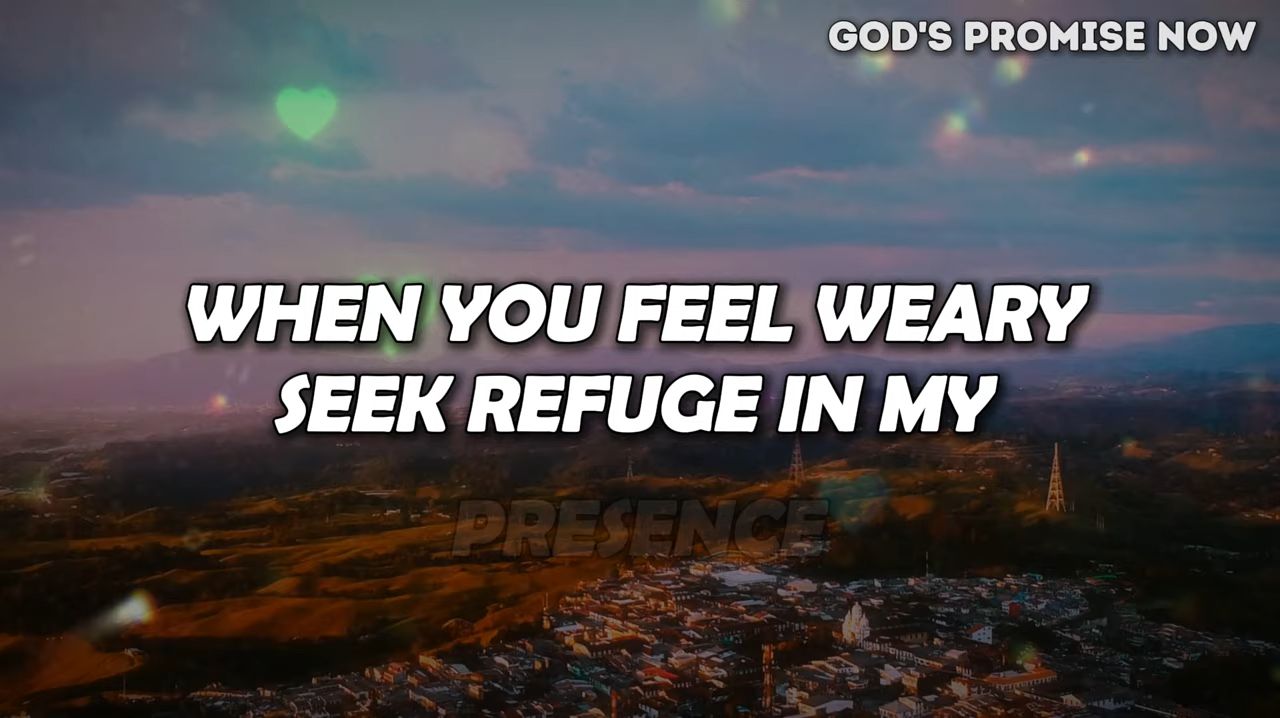 GOD'S PROMISE NOW
WHEN YOU FEEL WEARY
SEEK REFUGE IN MY
PRESENCE